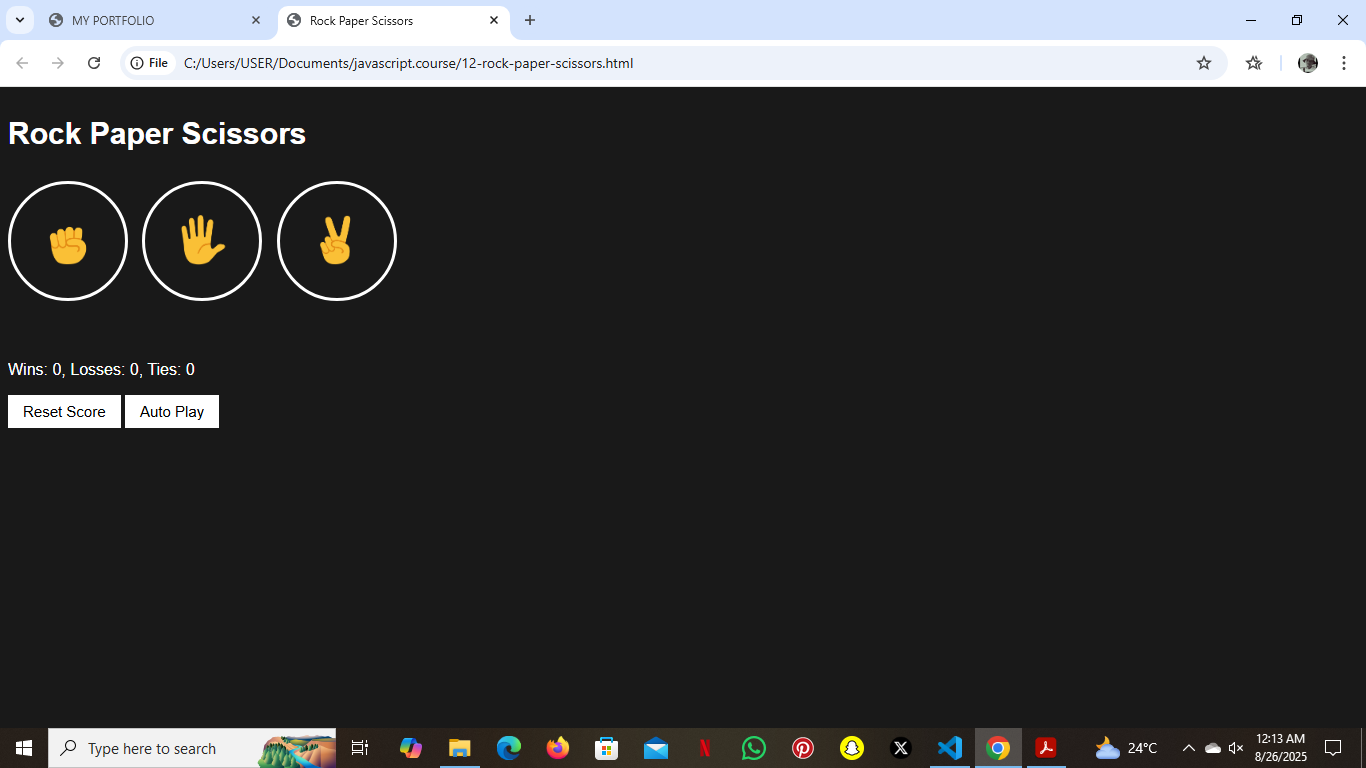 MY PORTFOLIO
Rock Paper Scissors
File
C:/Users/USER/Documents/javascript.course/12-rock-paper-scissors.html
Rock Paper Scissors
Wins: 0, Losses: 0, Ties: 0
Reset Score
Auto Play
Type here to search
24°C
12:13 AM
8/26/2025